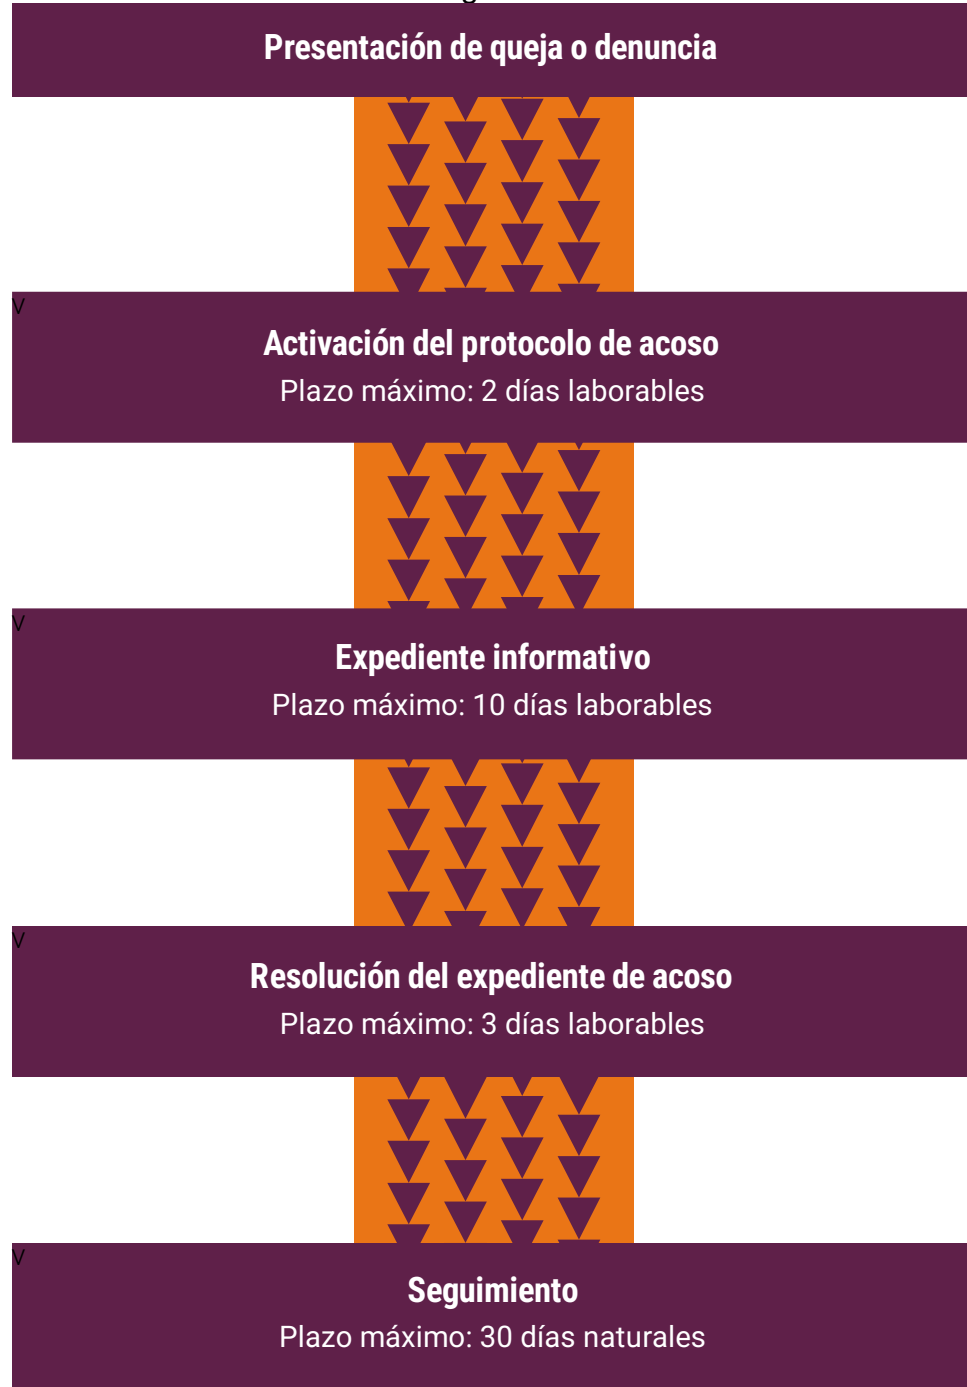 Presentación de queja o denuncia
V
Activación del protocolo de acoso
Plazo máximo: 2 días laborables
V
Expediente informativo
Plazo máximo: 10 días laborables
V
Resolución del expediente de acoso
Plazo máximo: 3 días laborables
V
Seguimiento
Plazo máximo: 30 días naturales